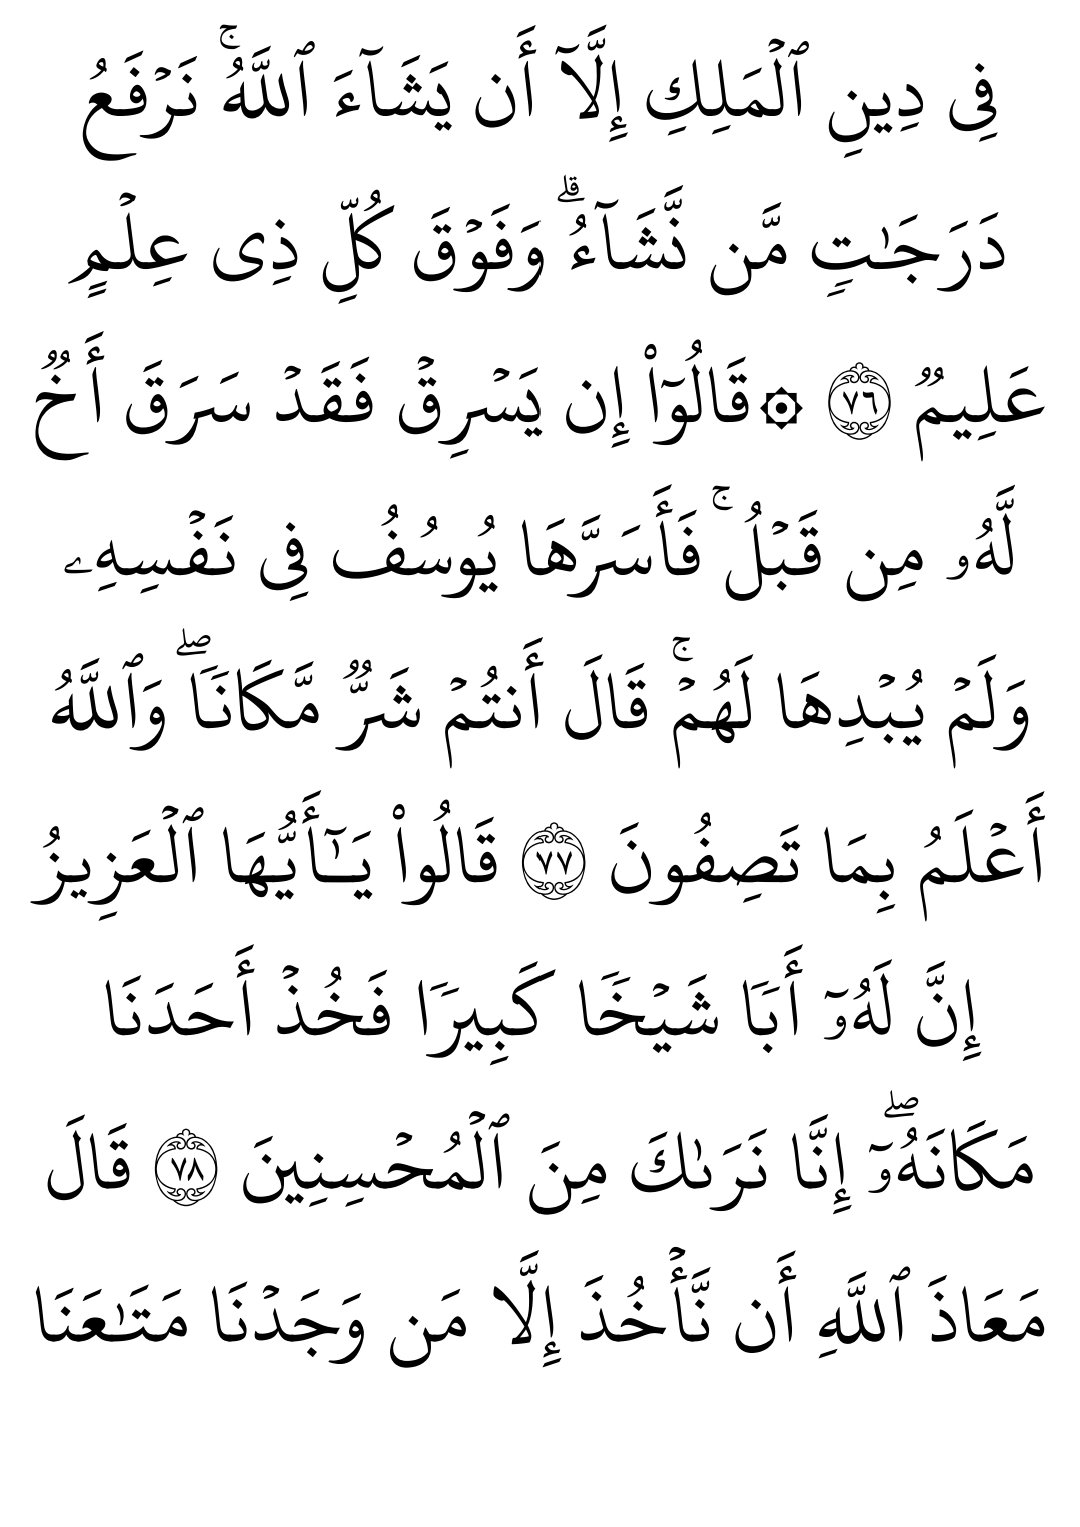 فِى دِينِ ٱلۡمَلِكِ إِلَّآ أَن يَشَآءَ ٱللَّهُۚ نَرۡفَعُ
دَرَجَٰتٖ مَّن نَّشَآءُۗ وَفَوۡقَ كُلِّ ذِى عِلۡمٍ
عَلِيمٞ ٧٦ ۞قَالُوٓاْ إِن يَسۡرِقۡ فَقَدۡ سَرَقَ أَخٞ
لَّهُۥ مِن قَبۡلُۚ فَأَسَرَّهَا يُوسُفُ فِى نَفۡسِهِۦ
وَلَمۡ يُبۡدِهَا لَهُمۡۚ قَالَ أَنتُمۡ شَرّٞ مَّكَانٗاۖ وَٱللَّهُ
أَعۡلَمُ بِمَا تَصِفُونَ ٧٧ قَالُواْ يَـٰٓأَيُّهَا ٱلۡعَزِيزُ
إِنَّ لَهُۥٓ أَبٗا شَيۡخٗا كَبِيرٗا فَخُذۡ أَحَدَنَا
مَكَانَهُۥٓۖ إِنَّا نَرَىٰكَ مِنَ ٱلۡمُحۡسِنِينَ ٧٨ قَالَ
مَعَاذَ ٱللَّهِ أَن نَّأۡخُذَ إِلَّا مَن وَجَدۡنَا مَتَٰعَنَا